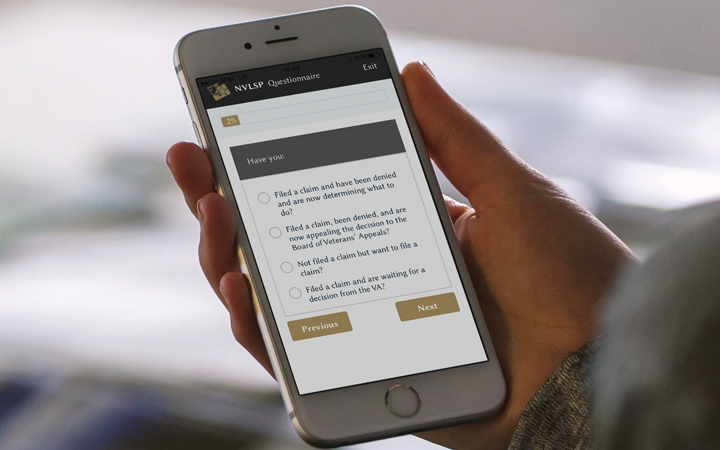 NVLSP Questionnaire Exit
2%
Have you:
Filed a claim and have been denied
and are now determining what to
do?
Filed a claim, been denied, and are
now appealing the decision to the
Board of Veterans' Appeals?
Not filed a claim but want to file a
claim?
Filed a claim and are waiting for a
decision from the VA?
Previous
Next